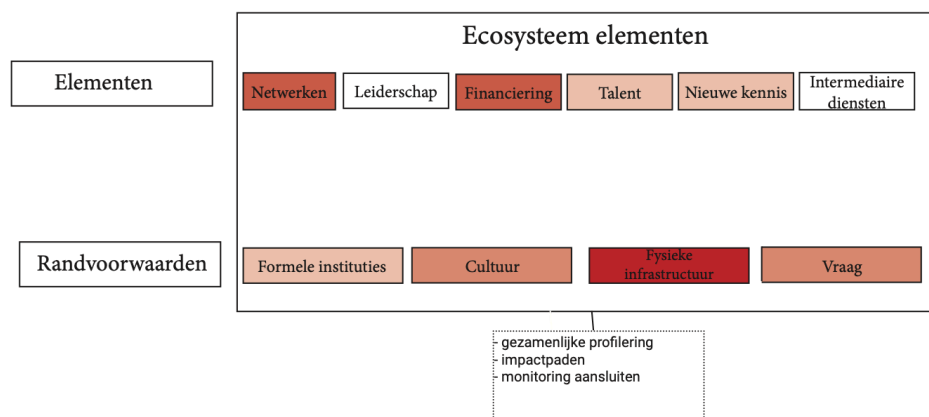 Ecosysteem elementen
Elementen
Netwerken
Leiderschap
Financiering
Talent
Nieuwe kennis
Intermediaire
diensten
Randvoorwaarden
Formele instituties
Cultuur
Fysieke
infrastructuur
Vraag
- gezamenlijke profilering
- impactpaden
- monitoring aansluiten